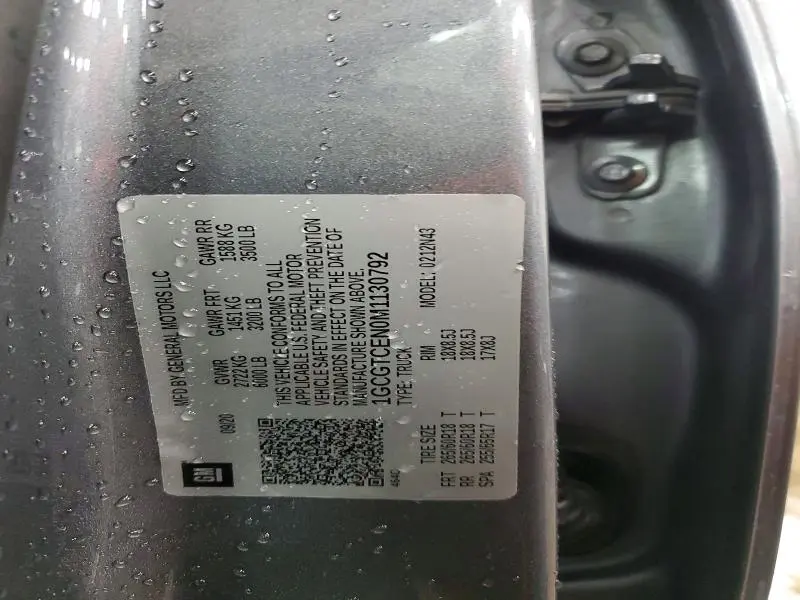 GM
MFD BY GENERAL MOTORS LLC
09/20 GVWR GAWR FRT GAWR RR
2722 KG 1451 KG 1588 KG
6000 LB 3200 LB 3500 LB
THIS VEHICLE CONFORMS TO ALL
APPLICABLE U.S. FEDERAL MOTOR
VEHICLE SAFETY AND THEFT PREVENTION
STANDARDS IN EFFECT ON THE DATE OF
MANUFACTURE SHOWN ABOVE.
1GCGTCEN0M1130792
4640 TYPE: TRUCK MODEL: 0212N43
TIRE SIZE RIM
FRT 265/60R18 T 18X8.5J
RR 265/60R18 T 18X8.5J
SPA 255/65R17 T 17X8J